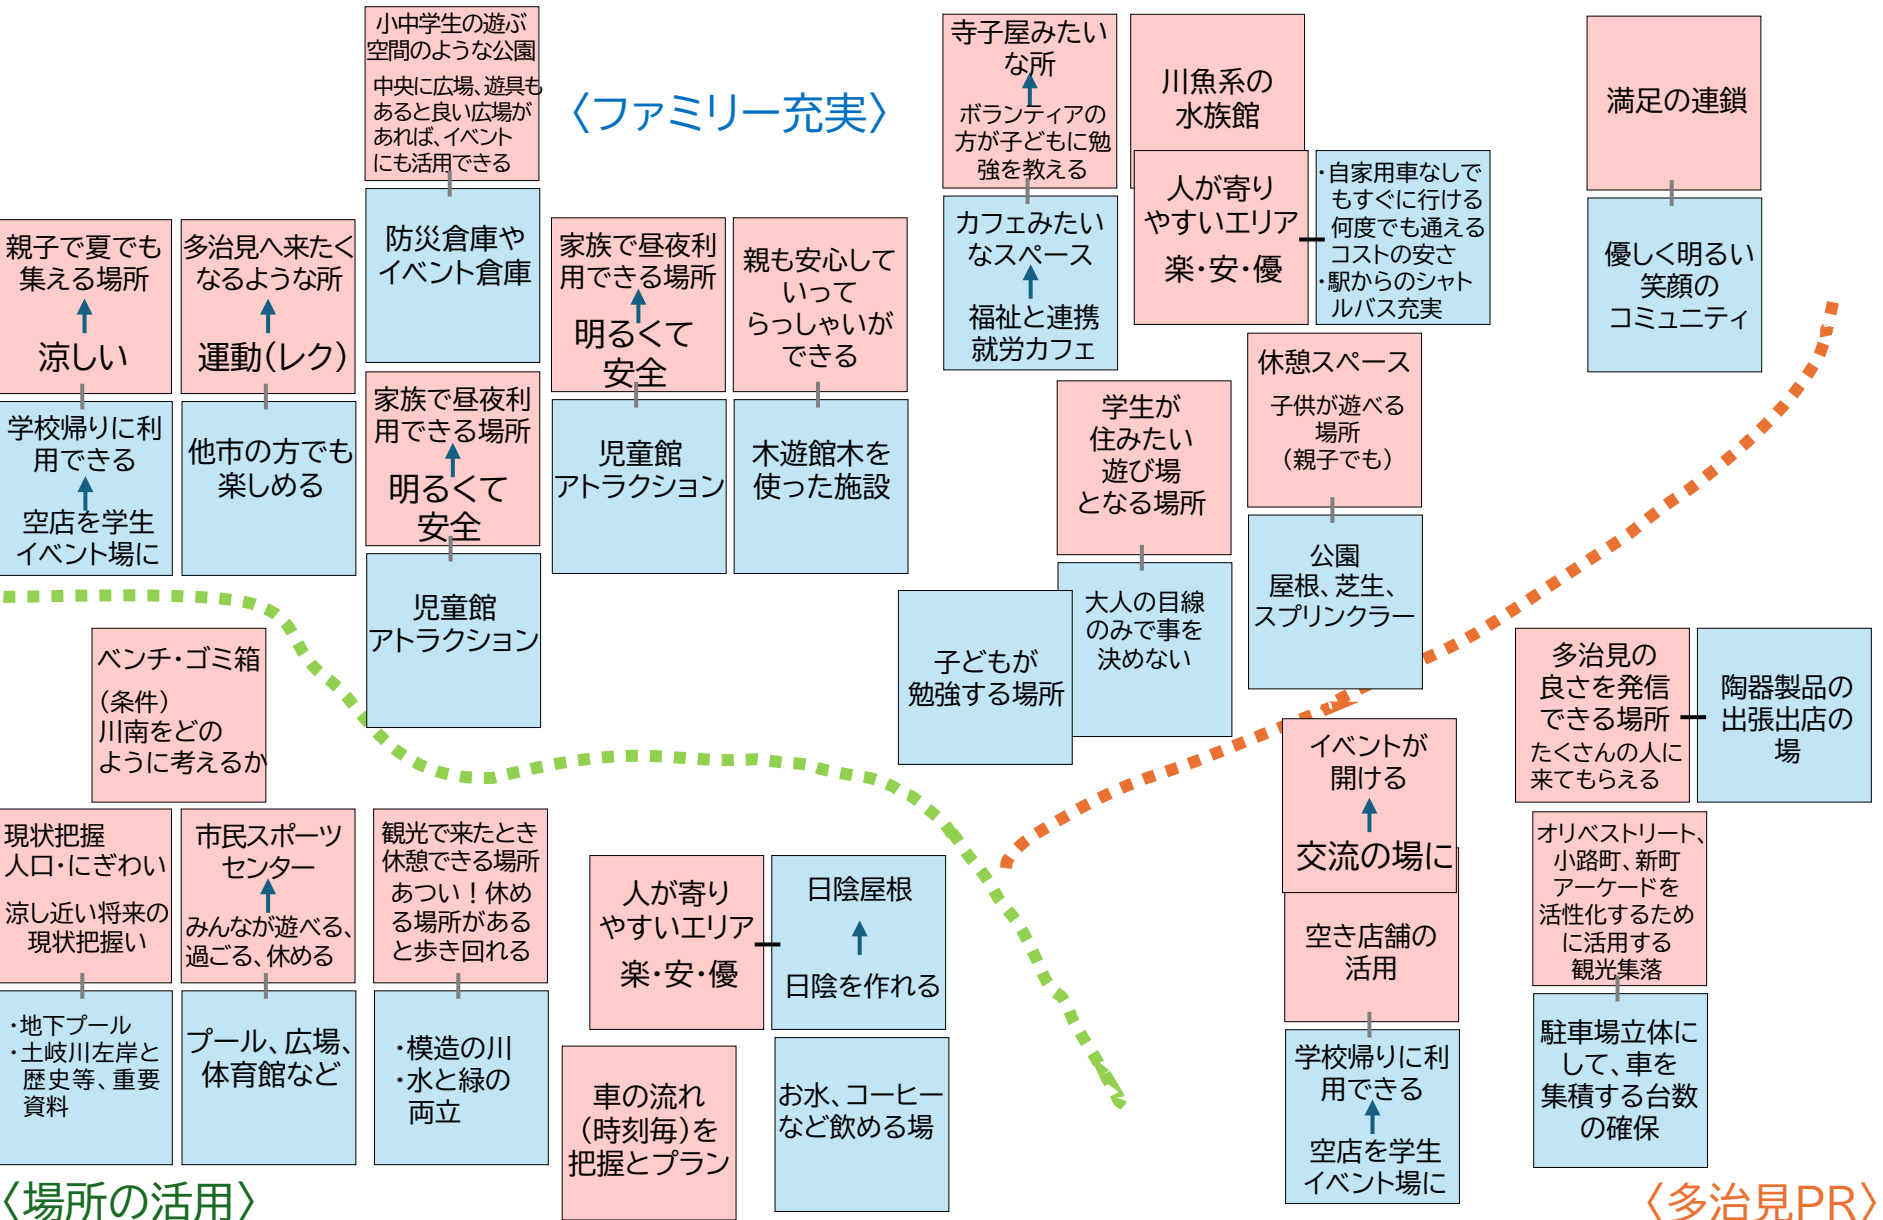 小中学生の遊ぶ
空間のような公園
中央に広場、遊具も
あると良い広場が
あれば、イベント
にも活用できる
〈ファミリー充実〉
寺子屋みたい
な所
ボランティアの
方が子どもに勉
強を教える
川魚系の
水族館
満足の連鎖
人が寄り
やすいエリア
楽・安・優
・自家用車なしで
もすぐに行ける
何度でも通える
コストの安さ
・駅からのシャト
ルバス充実
防災倉庫や
イベント倉庫
カフェみたい
なスペース
福祉と連携
就労カフェ
優しく明るい
笑顔の
コミュニティ
親子で夏でも
集える場所
涼しい
多治見へ来たく
なるような所
運動(レク)
家族で昼夜利
用できる場所
明るくて
安全
親も安心して
いって
らっしゃいが
できる
休憩スペース
子供が遊べる
場所
(親子でも)
学校帰りに利
用できる
空店を学生
イベント場に
他市の方でも
楽しめる
家族で昼夜利
用できる場所
明るくて
安全
児童館
アトラクション
木遊館木を
使った施設
学生が
住みたい
遊び場
となる場所
公園
屋根、芝生、
スプリンクラー
児童館
アトラクション
子どもが
勉強する場所
大人の目線
のみで事を
決めない
ベンチ・ゴミ箱
(条件)
川南をどの
ように考えるか
多治見の
良さを発信
できる場所
たくさんの人に
来てもらえる
陶器製品の
出張出店の
場
イベントが
開ける
交流の場に
現状把握
人口・にぎわい
涼し近い将来の
現状把握い
市民スポーツ
センター
みんなが遊べる、
過ごる、休める
観光で来たとき
休憩できる場所
あつい！休め
る場所がある
と歩き回れる
人が寄り
やすいエリア
楽・安・優
日陰屋根
日陰を作れる
空き店舗の
活用
オリベストリート、
小路町、新町
アーケードを
活性化するため
に活用する
観光集落
・地下プール
・土岐川左岸と
歴史等、重要
資料
プール、広場、
体育館など
・模造の川
・水と緑の
両立
車の流れ
(時刻毎)を
把握とプラン
お水、コーヒー
など飲める場
学校帰りに利
用できる
空店を学生
イベント場に
駐車場立体に
して、車を
集積する台数
の確保
〈場所の活用〉
〈多治見PR〉